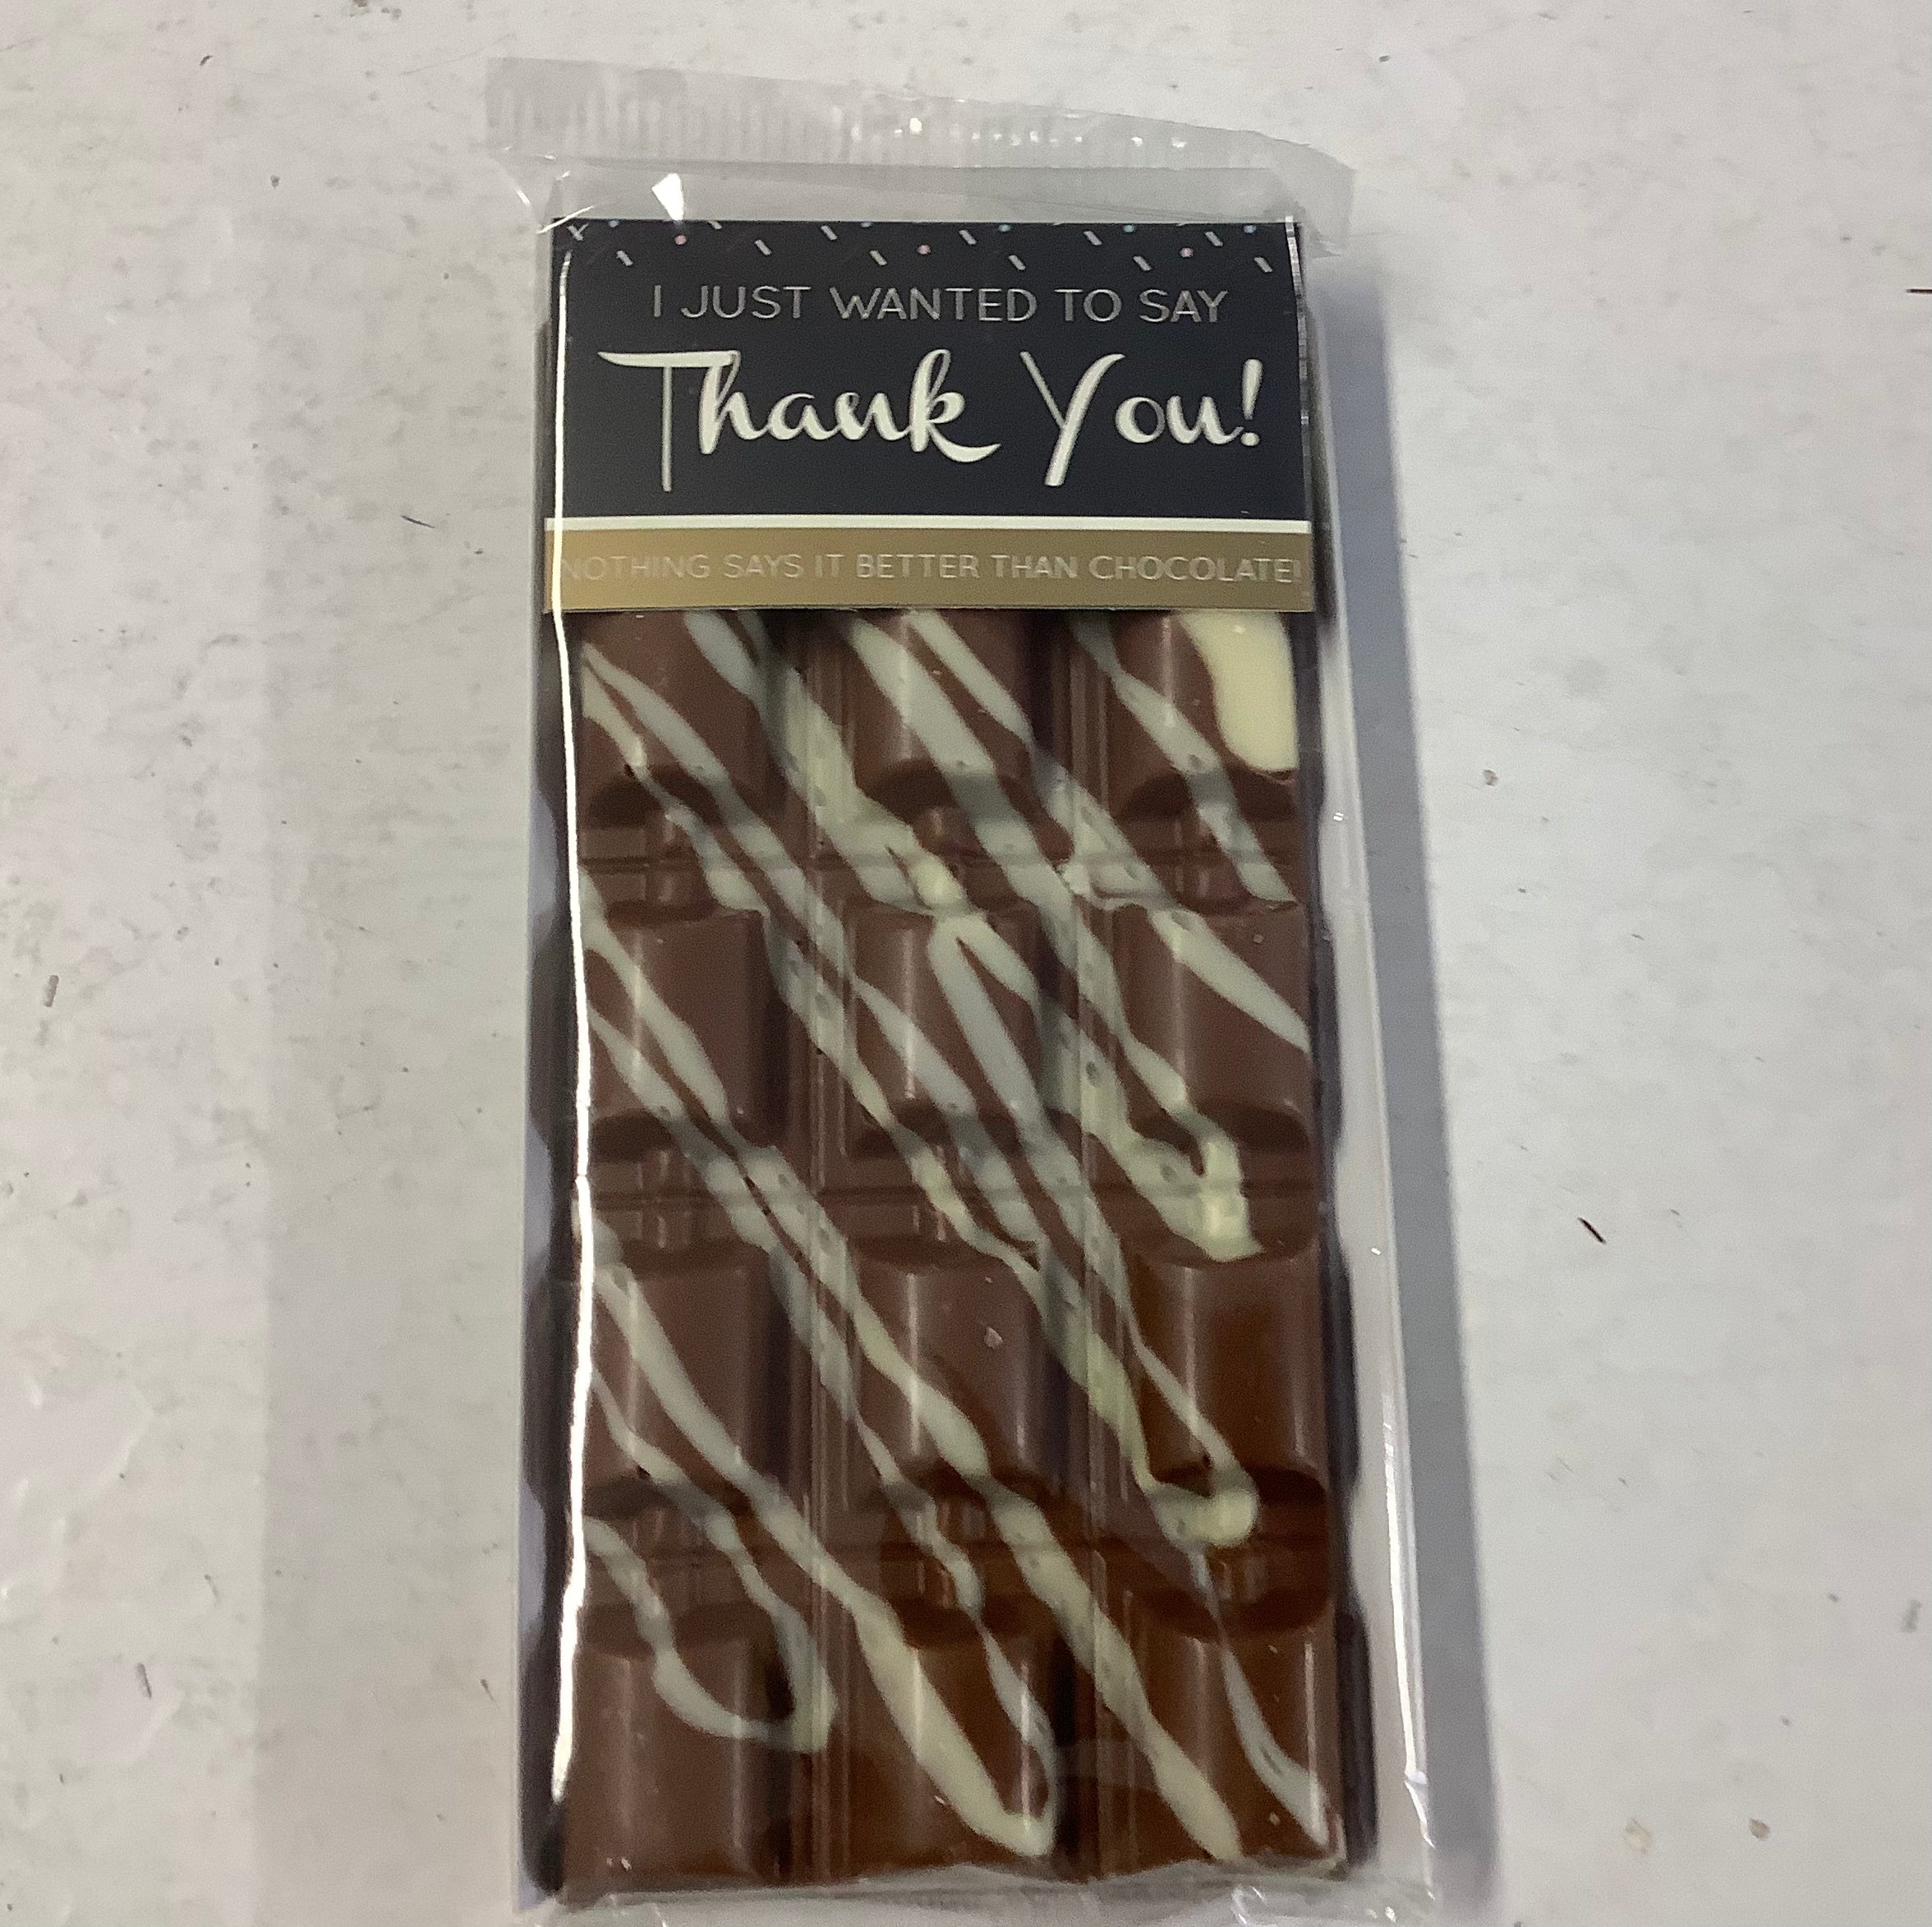 I JUST WANTED TO SAY
Thank You!
NOTHING SAYS IT BETTER THAN CHOCOLATE!